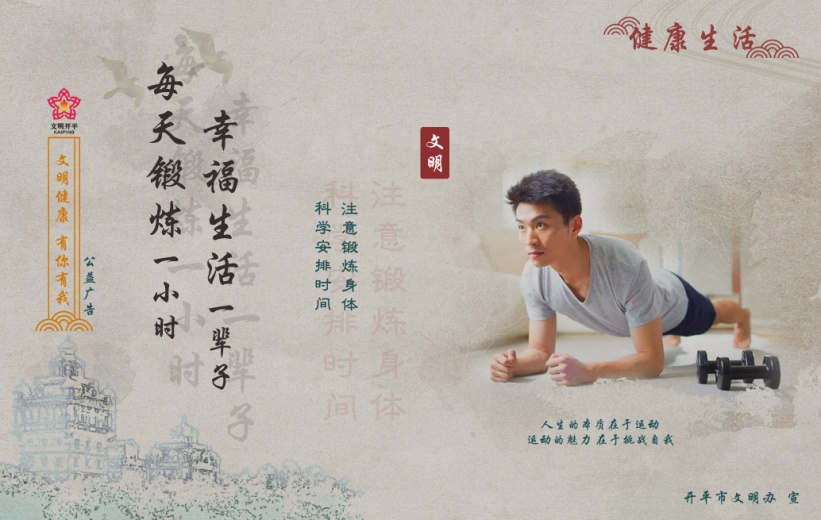 健康生活
每天锻炼一小时
幸福生活一辈子
文明开平
KAIPING
文明健康 有你有我
公益广告
注意锻炼身体
科学安排时间
文明
人生的本质在于运动
运动的魅力在于挑战自我
开平市文明办 宣